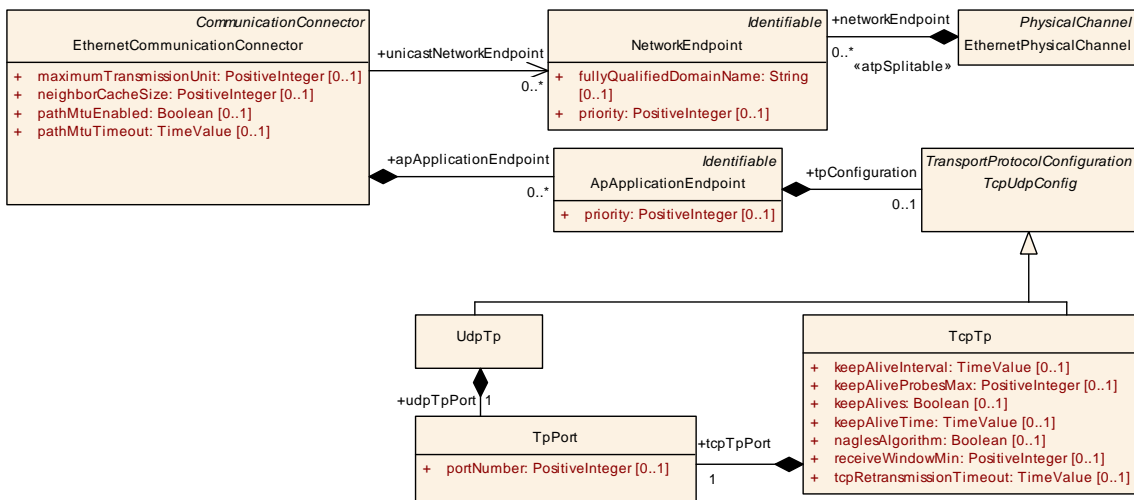 CommunicationConnector
EthernetCommunicationConnector
+ maximumTransmissionUnit: PositiveInteger [0..1]
+ neighborCacheSize: PositiveInteger [0..1]
+ pathMtuEnabled: Boolean [0..1]
+ pathMtuTimeout: TimeValue [0..1]
+unicastNetworkEndpoint
0..*
Identifiable
NetworkEndpoint
+ fullyQualifiedDomainName: String
[0..1]
+ priority: PositiveInteger [0..1]
+networkEndpoint
0..*
«atpSplitable»
PhysicalChannel
EthernetPhysicalChannel
+apApplicationEndpoint
0..*
Identifiable
ApApplicationEndpoint
+ priority: PositiveInteger [0..1]
+tpConfiguration
0..1
TransportProtocolConfiguration
TcpUdpConfig
UdpTp
+udpTpPort
1
TpPort
+ portNumber: PositiveInteger [0..1]
+tcpTpPort
1
TcpTp
+ keepAliveInterval: TimeValue [0..1]
+ keepAliveProbesMax: PositiveInteger [0..1]
+ keepAlives: Boolean [0..1]
+ keepAliveTime: TimeValue [0..1]
+ naglesAlgorithm: Boolean [0..1]
+ receiveWindowMin: PositiveInteger [0..1]
+ tcpRetransmissionTimeout: TimeValue [0..1]